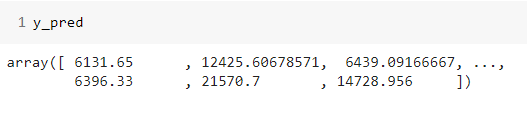 1 y_pred
array([ 6131.65      , 12425.60678571,  6439.09166667, ...,
        6396.33      , 21570.7       , 14728.956     ])